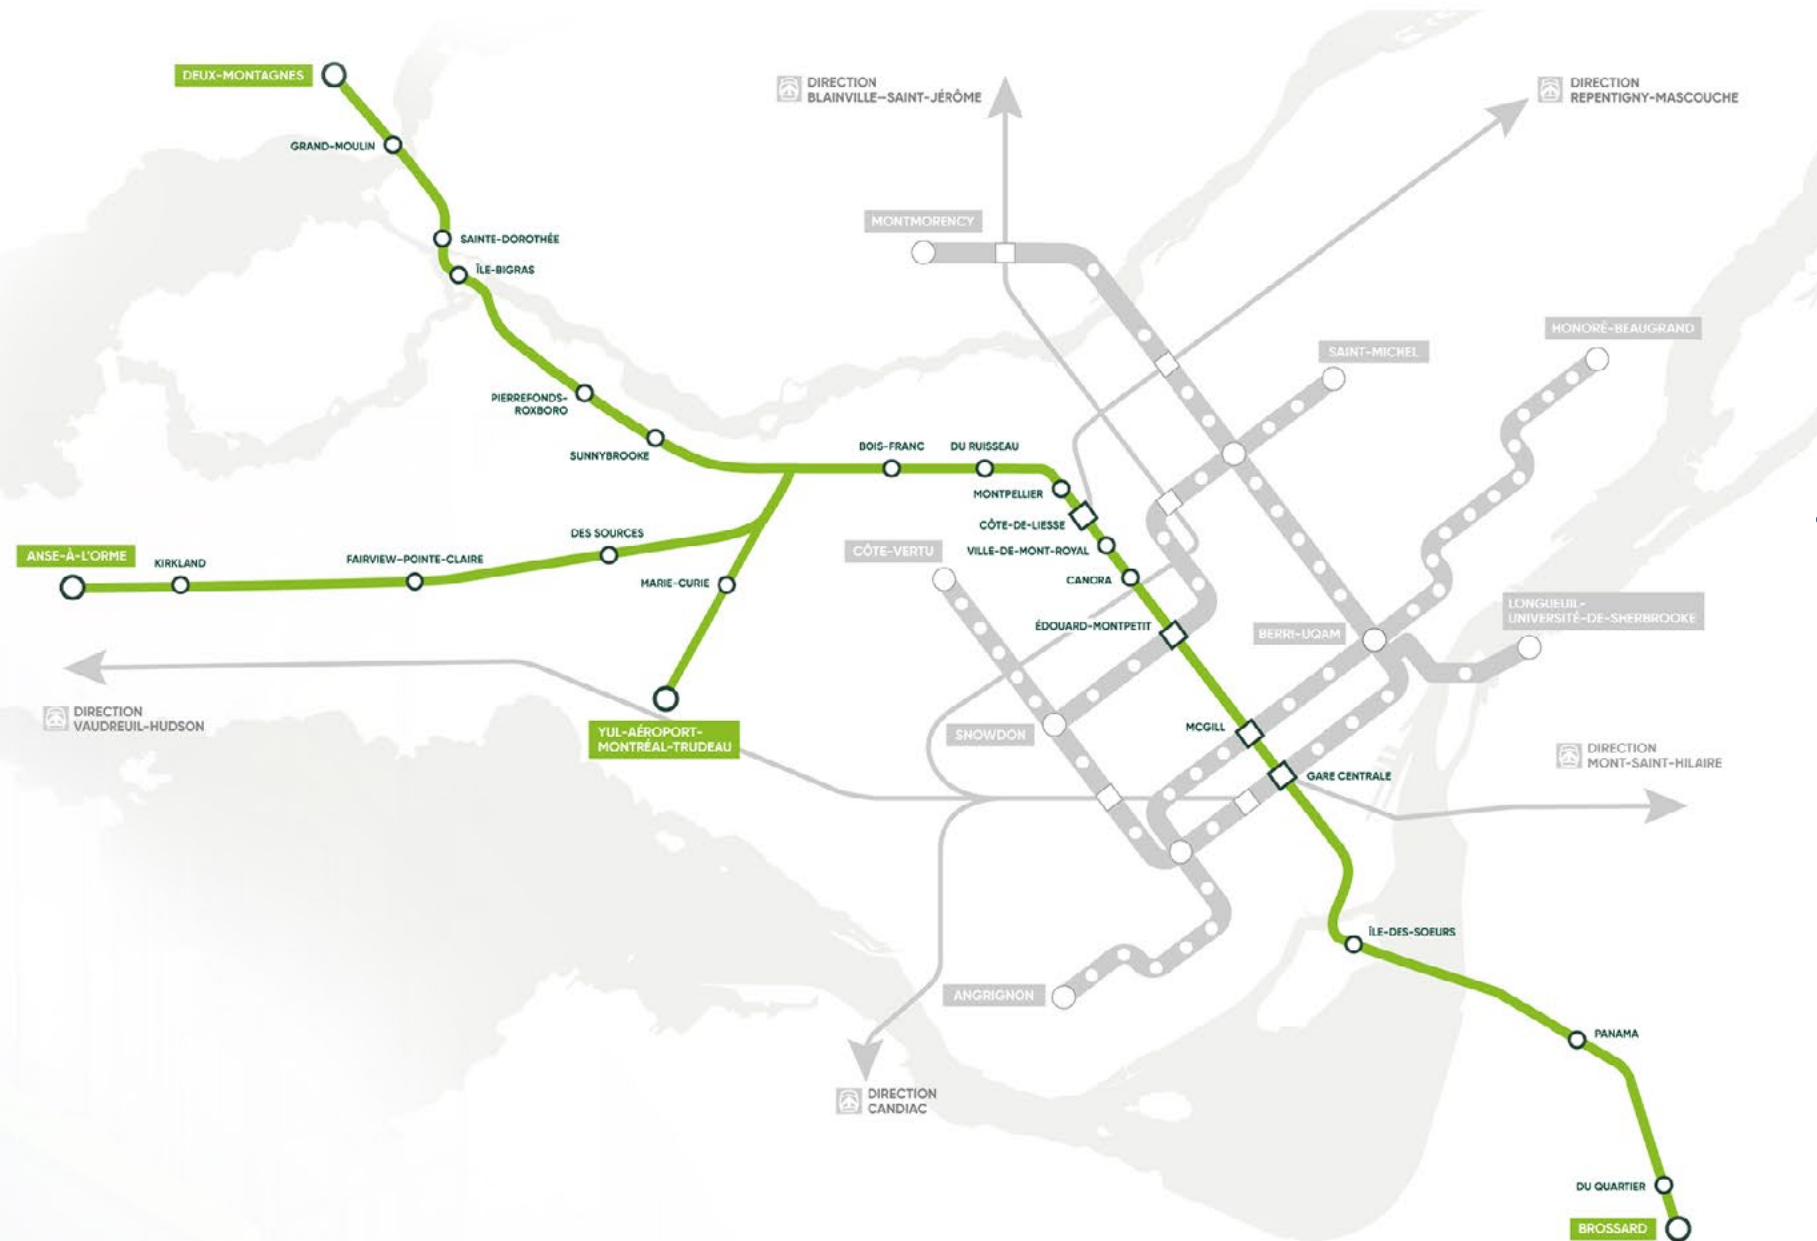 DEUX-MONTAGNES
GRAND-MOULIN
SAINTE-DOROTHÉE
ÎLE-BIGRAS
PIERREFONDS-
ROXBORO
SUNNYBROOKE
BOIS-FRANC
DU RUISSEAU
MONTPELLIER
CÔTE-DE-LIESSE
VILLE-DE-MONT-ROYAL
CANORA
ÉDOUARD-MONTPETIT
MCGILL
GARE CENTRALE
ÎLE-DES-SOEURS
PANAMA
DU QUARTIER
BROSSARD
ANSE-À-L'ORME
KIRKLAND
FAIRVIEW-POINTE-CLAIRE
DES SOURCES
MARIE-CURIE
YUL-AÉROPORT-
MONTRÉAL-TRUDEAU
DIRECTION
VAUDREUIL-HUDSON
DIRECTION
BLAINVILLE-SAINT-JÉRÔME
DIRECTION
REPENTIGNY-MASCOUCHE
MONTMORENCY
SAINT-MICHEL
HONORÉ-BEAUGRAND
CÔTE-VERTU
LONGUEUIL-
UNIVERSITÉ-DE-SHERBROOKE
BERRI-UQAM
SNOWDON
DIRECTION
MONT-SAINT-HILAIRE
ANGRIGNON
DIRECTION
CANDIAC